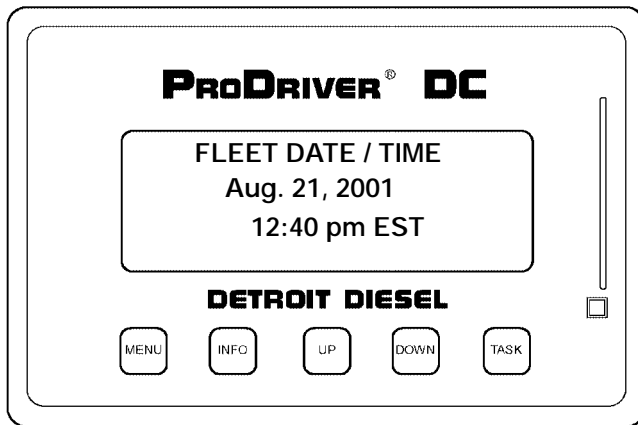 PRODRIVER® DC
FLEET DATE / TIME
Aug. 21, 2001
12:40 pm EST
DETROIT DIESEL
MENU INFO UP DOWN TASK